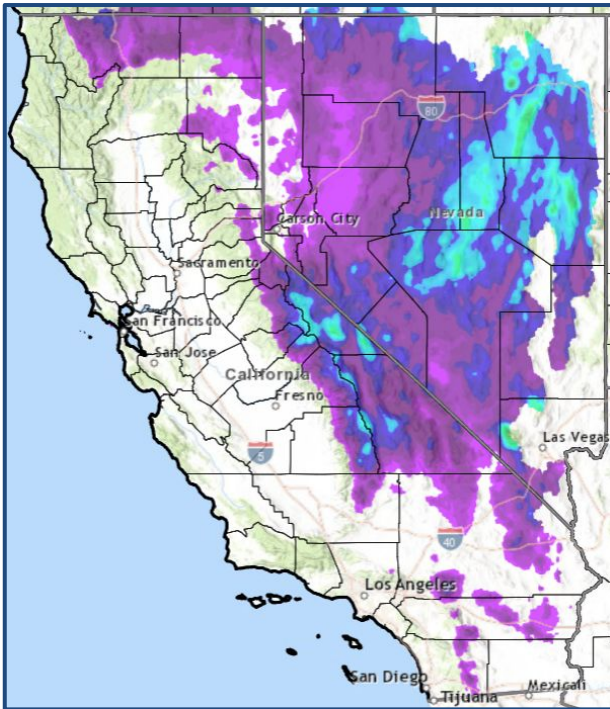 80
Nevada
Carson City
Sacramento
San Francisco
San Jose
California
Fresno
5
Las Vegas
40
Los Angeles
San Diego
Mexicali
Tijuana